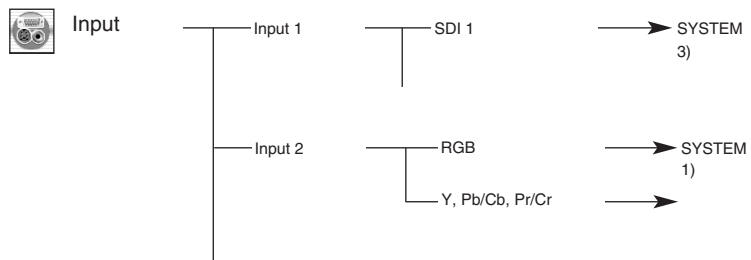 Input
Input 1 SDI 1 SYSTEM
3)
Input 2 RGB SYSTEM
1)
Y, Pb/Cb, Pr/Cr